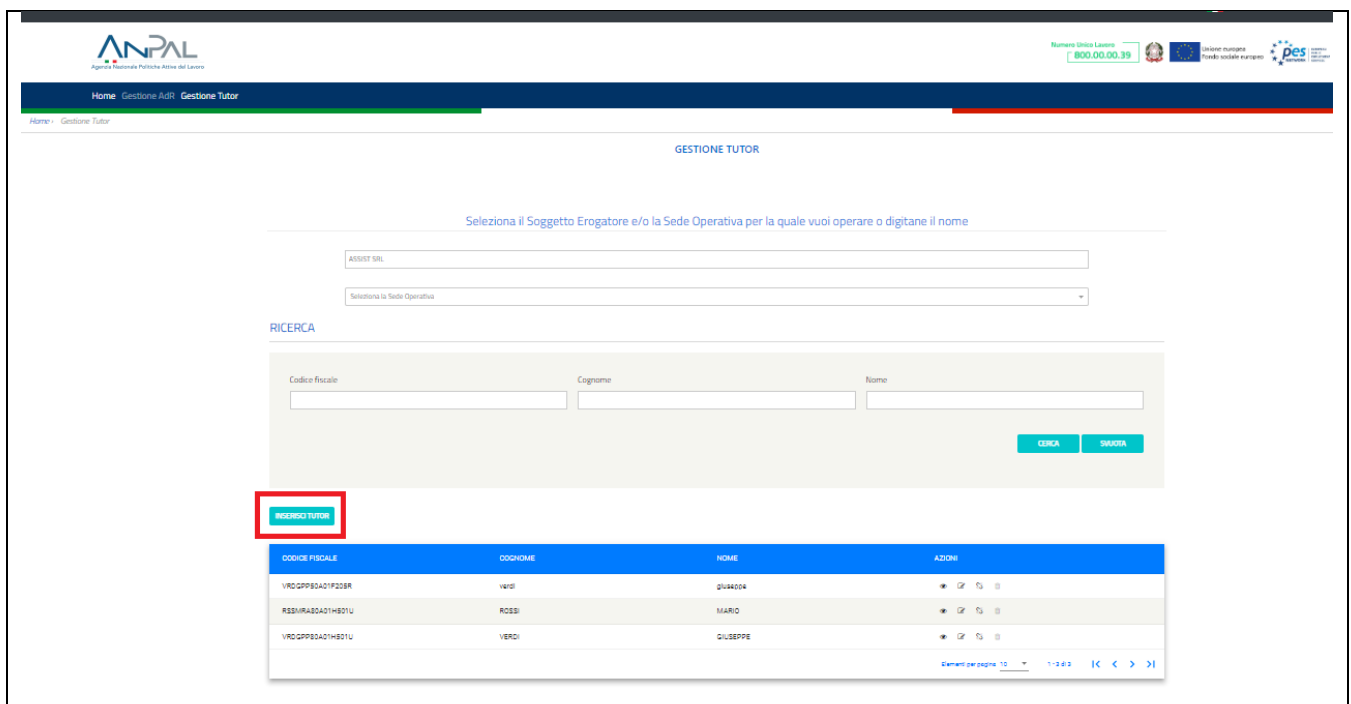 ANPAL
Agenzia Nazionale Politiche Attive del Lavoro
Numero Unico Lavoro
800.00.00.39
Unione europea
Fondo sociale europeo
pes
NETWORK
Home Gestione AdR Gestione Tutor
Home › Gestione Tutor
GESTIONE TUTOR
Seleziona il Soggetto Erogatore e/o la Sede Operativa per la quale vuoi operare o digitane il nome
ASSIST SRL
Seleziona la Sede Operativa
RICERCA
Codice fiscale Cognome Nome
CERCA SVUOTA
INSERISCI TUTOR
CODICE FISCALE COGNOME NOME AZIONI
VRDGPP80A01F205R verdi giuseppe
RSSMRA80A01H501U ROSSI MARIO
VRDGPP80A01H501U VERDI GIUSEPPE
Elementi per pagina 10 1 - 3 di 3